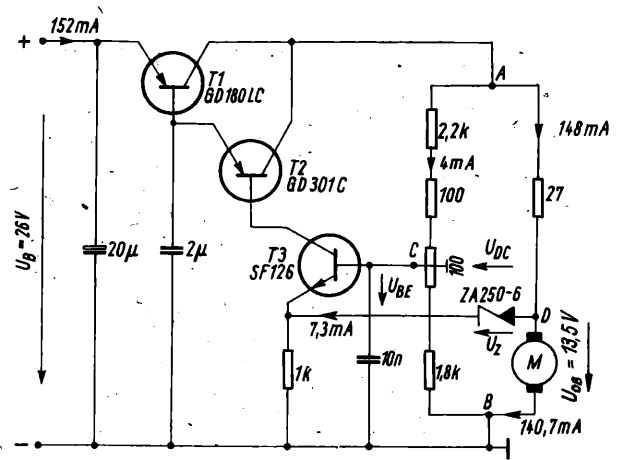 152mA
+
T1
GD180LC
A
2,2k
148mA
4mA
T2
GD301C
100
27
U_B = 26V
20µ
2µ
T3
SF126
C
100
U_DC
U_BE
ZA250-6
D
7,3mA
U_Z
M
U_0B = 13,5V
1k
10n
1,8k
B
140,7mA
−